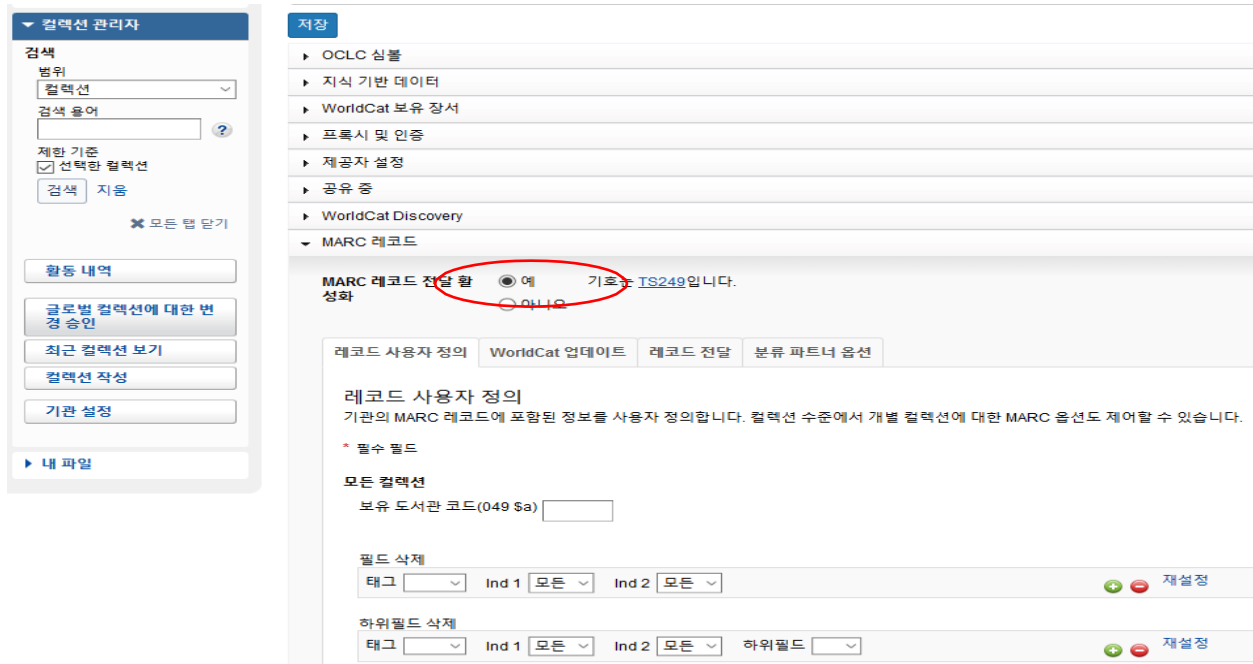 컬렉션 관리자
검색
범위
컬렉션
검색 용어
?
제한 기준
선택한 컬렉션
검색 지움
모든 탭 닫기
활동 내역
글로벌 컬렉션에 대한 변
경 승인
최근 컬렉션 보기
컬렉션 작성
기관 설정
내 파일
저장
OCLC 심볼
지식 기반 데이터
WorldCat 보유 장서
프록시 및 인증
제공자 설정
공유 중
WorldCat Discovery
MARC 레코드
MARC 레코드 전달 활 예 기호는 TS249입니다.
성화 아니오
레코드 사용자 정의 WorldCat 업데이트 레코드 전달 분류 파트너 옵션
레코드 사용자 정의
기관의 MARC 레코드에 포함된 정보를 사용자 정의합니다. 컬렉션 수준에서 개별 컬렉션에 대한 MARC 옵션도 제어할 수 있습니다.
* 필수 필드
모든 컬렉션
보유 도서관 코드(049 $a)
필드 삭제
태그 Ind 1 모든 Ind 2 모든 재설정
하위필드 삭제
태그 Ind 1 모든 Ind 2 모든 하위필드 재설정